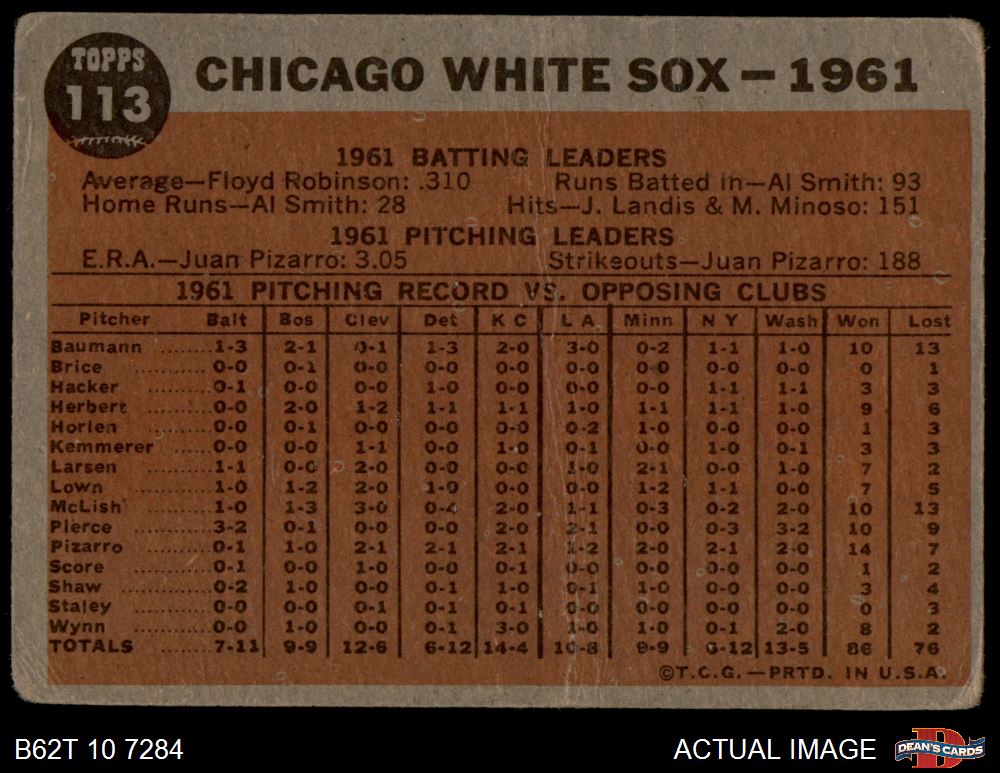 TOPPS
113
CHICAGO WHITE SOX — 1961
1961 BATTING LEADERS
Average—Floyd Robinson: .310 Runs Batted in—Al Smith: 93
Home Runs—Al Smith: 28 Hits—J. Landis & M. Minoso: 151
1961 PITCHING LEADERS
E.R.A.—Juan Pizarro: 3.05 Strikeouts—Juan Pizarro: 188
1961 PITCHING RECORD VS. OPPOSING CLUBS
Pitcher Balt Bos Clev Det K C L A Minn N Y Wash Won Lost
Baumann ........1-3 2-1 0-1 1-3 2-0 3-0 0-2 1-1 1-0 10 13
Brice ............0-0 0-1 0-0 0-0 0-0 0-0 0-0 0-0 0-0 0 1
Hacker ..........0-1 0-0 0-0 1-0 0-0 0-0 0-0 1-1 1-1 3 3
Herbert ..........0-0 2-0 1-2 1-1 1-1 1-0 1-1 1-1 1-0 9 6
Horlen ..........0-0 0-1 0-0 0-0 0-0 0-2 1-0 0-0 0-0 1 3
Kemmerer ........0-0 0-0 1-1 0-0 1-0 0-1 0-0 0-1 1-0 3 3
Larsen ..........1-1 0-0 2-0 0-0 0-0 1-0 2-1 0-0 1-0 7 2
Lown ............1-0 1-2 2-0 1-0 0-0 0-0 1-2 1-1 0-0 7 5
McLish ..........1-0 1-3 3-0 0-4 2-0 1-1 0-3 0-2 2-0 10 13
Pierce ..........3-2 0-1 0-0 0-0 2-0 2-1 0-0 0-3 3-2 10 9
Pizarro ..........0-1 1-0 2-1 2-1 2-1 1-2 2-0 2-1 2-0 14 7
Score ............0-1 0-0 1-0 0-0 0-0 0-1 0-0 0-0 0-0 1 2
Shaw ............0-2 1-0 0-0 0-1 1-0 0-1 1-0 0-0 0-0 3 4
Staley ............0-0 0-0 0-1 0-1 0-1 0-0 0-0 0-0 0-0 0 3
Wynn ............0-0 1-0 0-0 0-1 3-0 1-0 1-0 0-1 2-0 8 2
TOTALS ........7-11 9-9 12-6 6-12 14-4 10-8 9-9 6-12 13-5 86 76
©T.C.G.—PRTD. IN U.S.A.
B62T 10 7284 ACTUAL IMAGE
D
DEAN'S CARDS